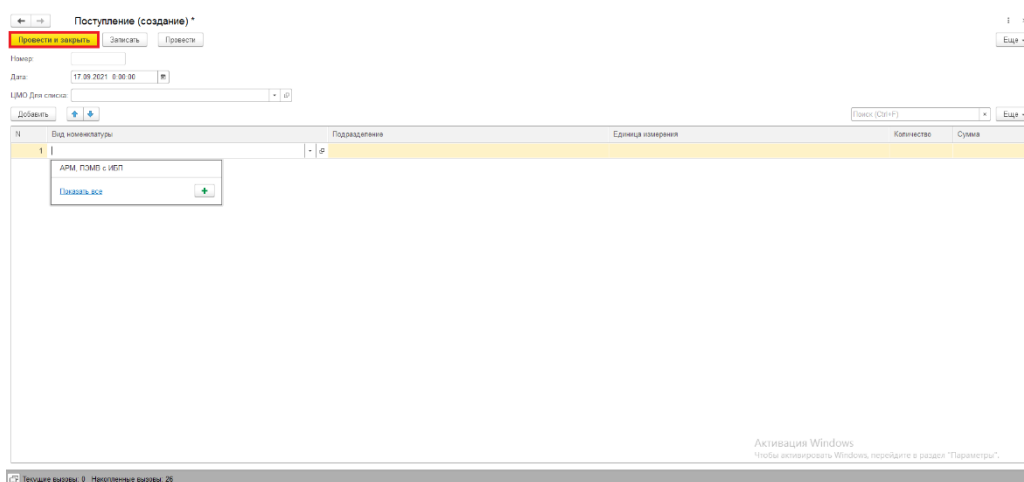 Поступление (создание) *
Провести и закрыть Записать Провести Еще
Номер:
Дата: 17.09.2021 0:00:00
ЦМО Для списка:
Добавить Поиск (Ctrl+F) × Еще
N Вид номенклатуры Подразделение Единица измерения Количество Сумма
1
АРМ, ПЭМВ с ИБП
Показать все
Активация Windows
Чтобы активировать Windows, перейдите в раздел "Параметры".
Текущие вызовы: 0 Накопленные вызовы: 26